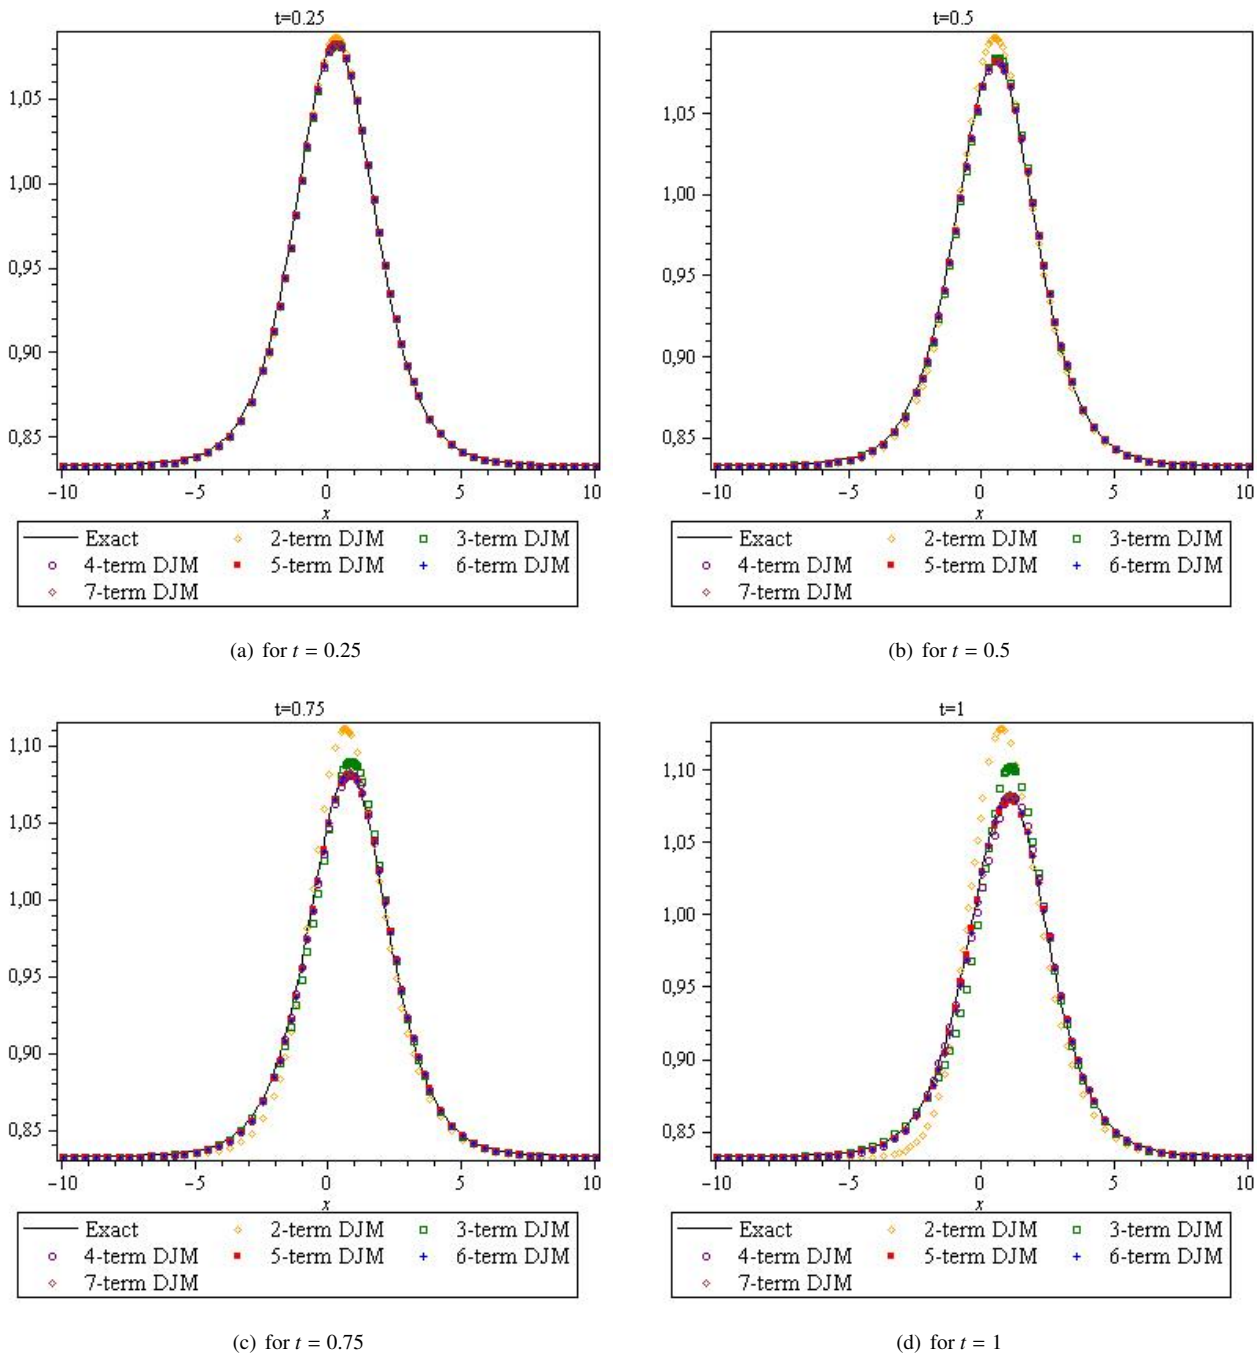 t=0.25
t=0.5
1,05
1,00
0,95
0,90
0,85
−10 −5 0 5 10
x
1,05
1,00
0,95
0,90
0,85
−10 −5 0 5 10
x
Exact 2-term DJM 3-term DJM
4-term DJM 5-term DJM 6-term DJM
7-term DJM
Exact 2-term DJM 3-term DJM
4-term DJM 5-term DJM 6-term DJM
7-term DJM
(a) for t = 0.25
(b) for t = 0.5
t=0.75
t=1
1,10
1,05
1,00
0,95
0,90
0,85
−10 −5 0 5 10
x
1,10
1,05
1,00
0,95
0,90
0,85
−10 −5 0 5 10
x
Exact 2-term DJM 3-term DJM
4-term DJM 5-term DJM 6-term DJM
7-term DJM
Exact 2-term DJM 3-term DJM
4-term DJM 5-term DJM 6-term DJM
7-term DJM
(c) for t = 0.75
(d) for t = 1